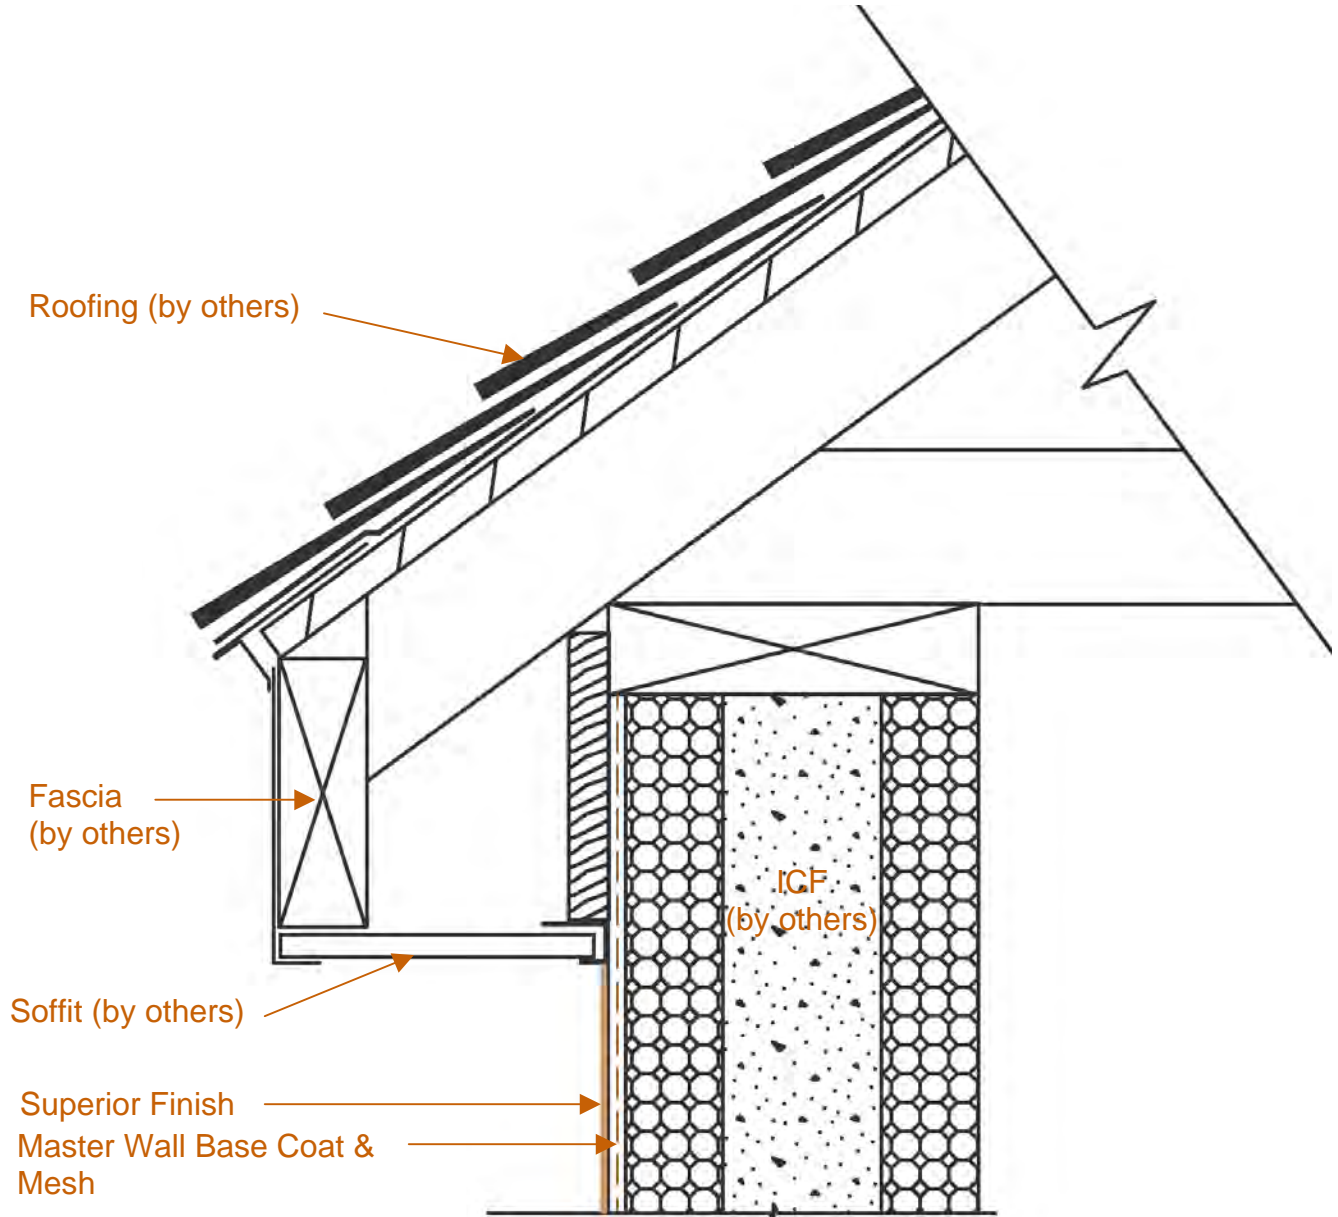 Roofing (by others)
Fascia
(by others)
ICF
(by others)
Soffit (by others)
Superior Finish
Master Wall Base Coat &
Mesh